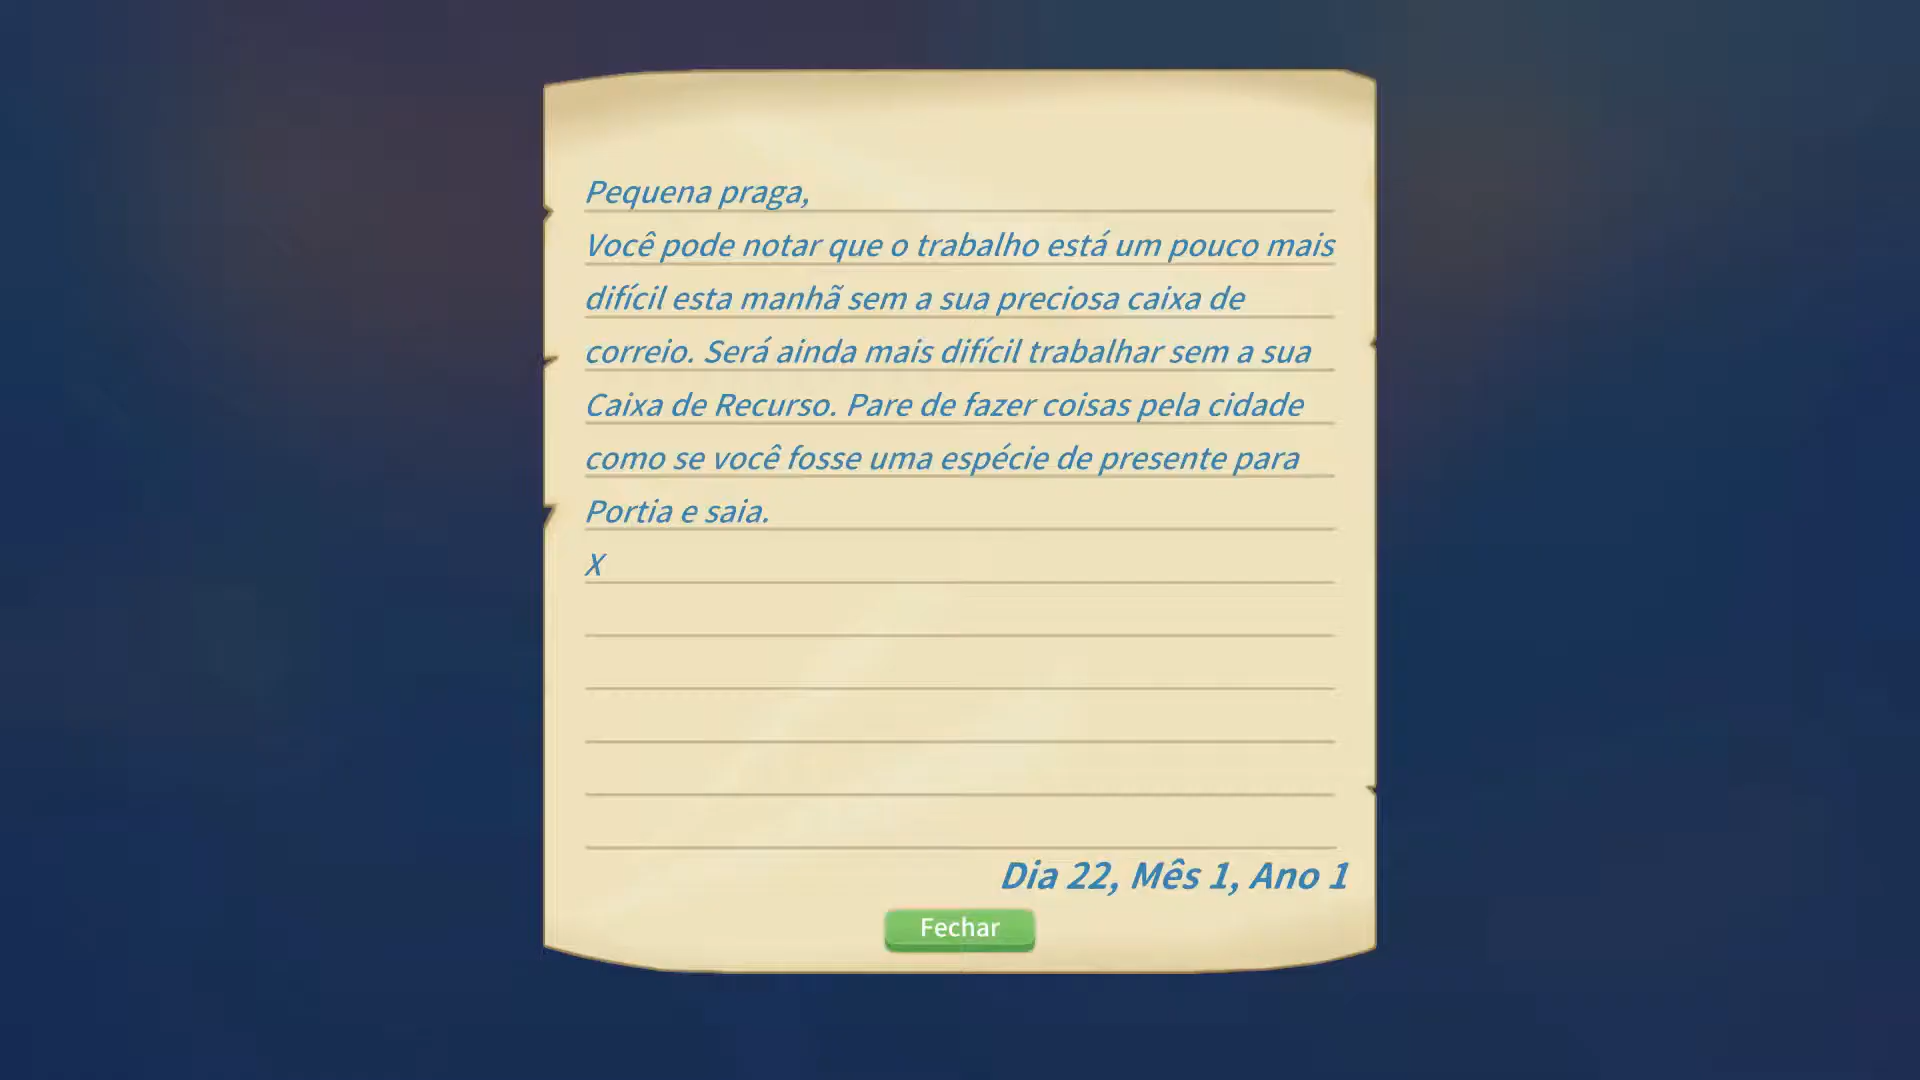 Pequena praga,
Você pode notar que o trabalho está um pouco mais
difícil esta manhã sem a sua preciosa caixa de
correio. Será ainda mais difícil trabalhar sem a sua
Caixa de Recurso. Pare de fazer coisas pela cidade
como se você fosse uma espécie de presente para
Portia e saia.
X
Dia 22, Mês 1, Ano 1
Fechar